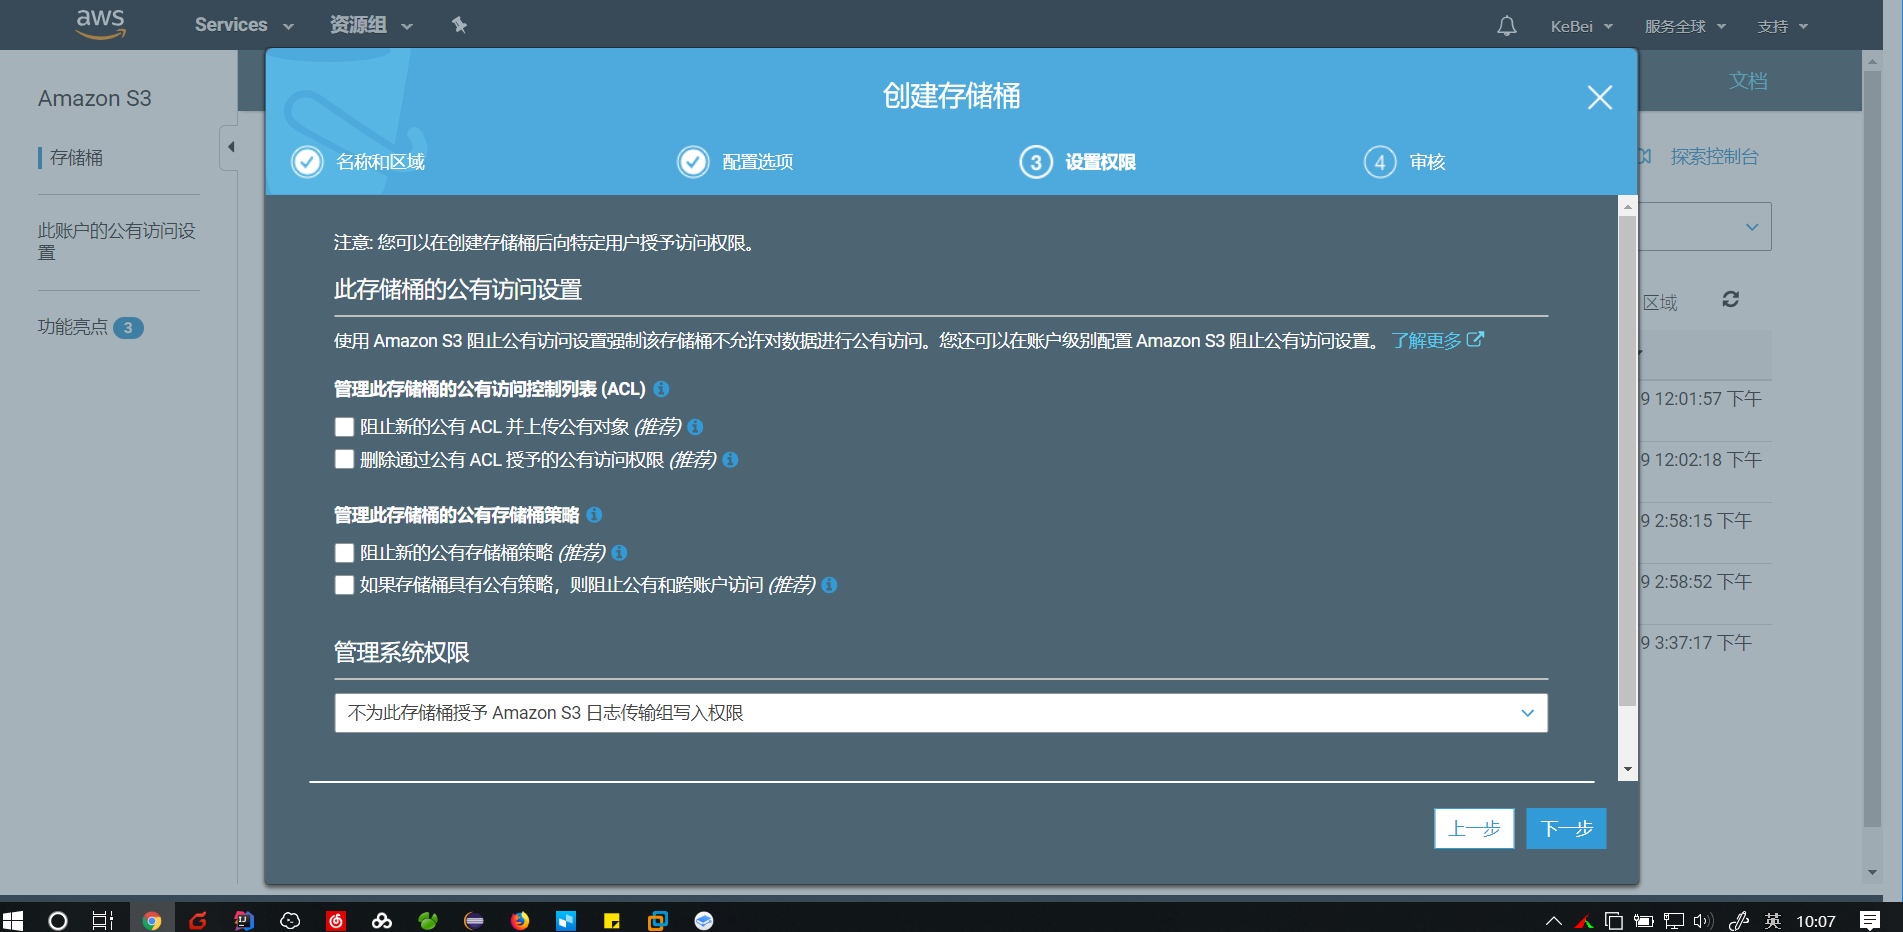 aws Services 资源组 KeBei 服务全球 支持
Amazon S3
存储桶
此账户的公有访问设
置
功能亮点 3
文档
探索控制台
区域
创建存储桶
名称和区域 配置选项 3 设置权限 4 审核
注意: 您可以在创建存储桶后向特定用户授予访问权限。
此存储桶的公有访问设置
使用 Amazon S3 阻止公有访问设置强制该存储桶不允许对数据进行公有访问。您还可以在账户级别配置 Amazon S3 阻止公有访问设置。 了解更多
管理此存储桶的公有访问控制列表 (ACL)
阻止新的公有 ACL 并上传公有对象 (推荐)
删除通过公有 ACL 授予的公有访问权限 (推荐)
管理此存储桶的公有存储桶策略
阻止新的公有存储桶策略 (推荐)
如果存储桶具有公有策略，则阻止公有和跨账户访问 (推荐)
管理系统权限
不为此存储桶授予 Amazon S3 日志传输组写入权限
上一步 下一步
9 12:01:57 下午
9 12:02:18 下午
9 2:58:15 下午
9 2:58:52 下午
9 3:37:17 下午
英 10:07